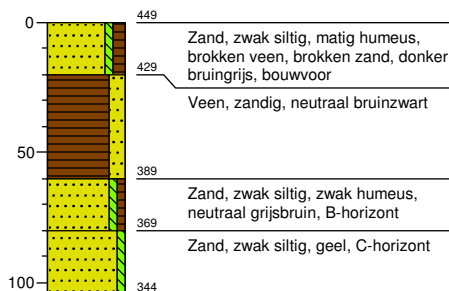 0
449
Zand, zwak siltig, matig humeus,
brokken veen, brokken zand, donker
bruingrijs, bouwvoor
429
Veen, zandig, neutraal bruinzwart
50
389
Zand, zwak siltig, zwak humeus,
neutraal grijsbruin, B-horizont
369
Zand, zwak siltig, geel, C-horizont
100
344